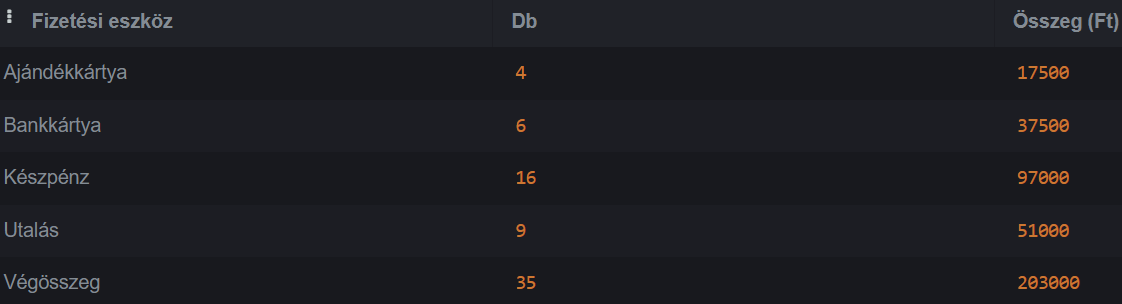 Fizetési eszköz Db Összeg (Ft)
Ajándékkártya 4 17500
Bankkártya 6 37500
Készpénz 16 97000
Utalás 9 51000
Végösszeg 35 203000